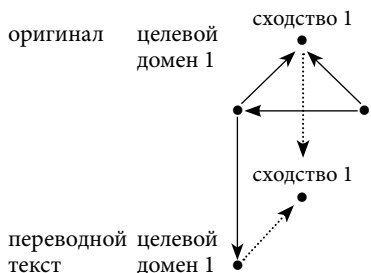 сходство 1
оригинал целевой
домен 1
сходство 1
переводной целевой
текст домен 1